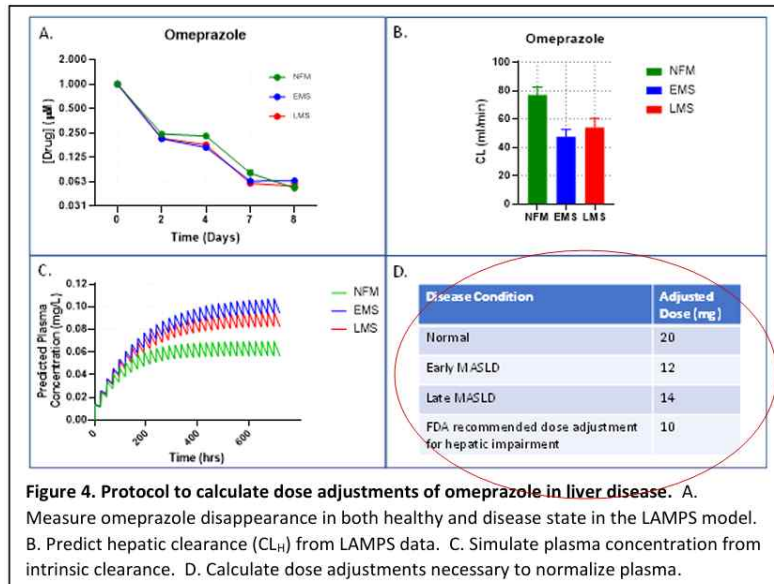 A.
Omeprazole
2.000
1.000
0.500
0.250
0.125
0.063
0.031
[Drug] (µM)
0 2 4 7 8
Time (Days)
NFM
EMS
LMS
B.
Omeprazole
100
80
60
40
20
0
CL (ml/min)
NFM EMS LMS
NFM
EMS
LMS
C.
0.12
0.10
0.08
0.06
0.04
0.02
0.00
Predicted Plasma
Concentration (mg/L)
0 200 400 600 800
Time (hrs)
NFM
EMS
LMS
D.
Disease Condition Adjusted
Dose (mg)
Normal 20
Early MASLD 12
Late MASLD 14
FDA recommended dose adjustment 10
for hepatic impairment
Figure 4. Protocol to calculate dose adjustments of omeprazole in liver disease. A.
Measure omeprazole disappearance in both healthy and disease state in the LAMPS model.
B. Predict hepatic clearance (CLH) from LAMPS data. C. Simulate plasma concentration from
intrinsic clearance. D. Calculate dose adjustments necessary to normalize plasma.